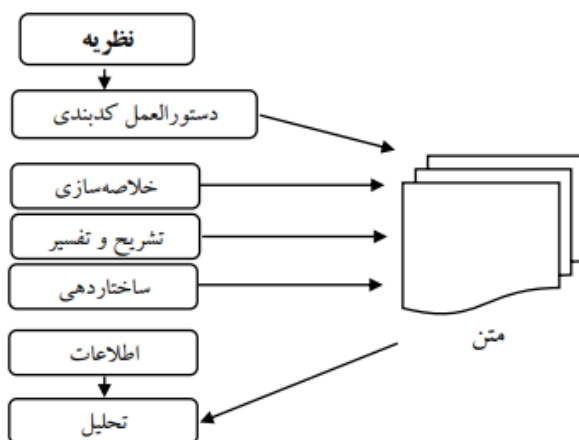 نظریه
دستورالعمل کدبندی
خلاصه‌سازی
تشریح و تفسیر
ساختاردهی
متن
اطلاعات
تحلیل